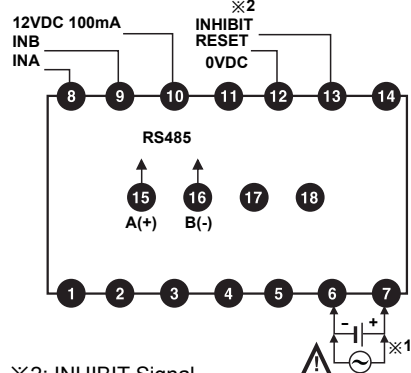 ※2
12VDC 100mA
INHIBIT
INB
RESET
INA
0VDC
8 9 10 11 12 13 14
RS485
15 16 17 18
A(+) B(-)
1 2 3 4 5 6 7
- +
※1
※2: INHIBIT Signal
!